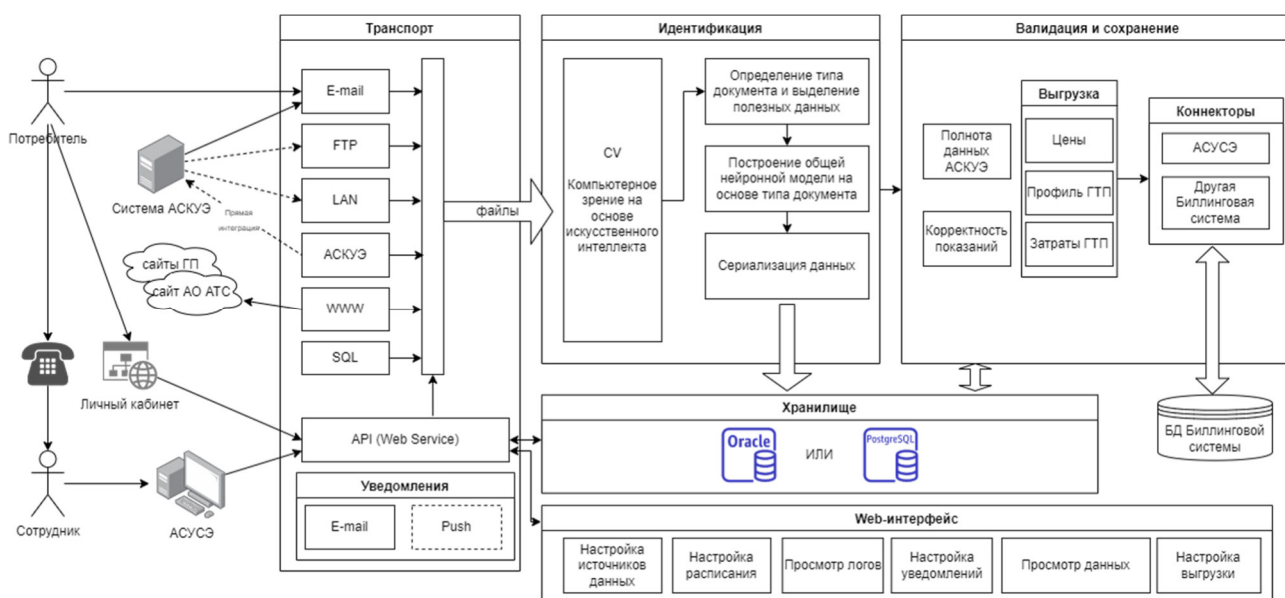 Потребитель
Система АСКУЭ
Прямая
интеграция
сайты ГП
сайт АО АТС
Личный кабинет
Сотрудник
АСУСЭ
Транспорт
E-mail
FTP
LAN
АСКУЭ
WWW
SQL
API (Web Service)
Уведомления
E-mail
Push
файлы
Идентификация
CV
Компьютерное
зрение на
основе
искусственного
интеллекта
Определение типа
документа и выделение
полезных данных
Построение общей
нейронной модели на
основе типа документа
Сериализация данных
Валидация и сохранение
Полнота
данных
АСКУЭ
Корректность
показаний
Выгрузка
Цены
Профиль ГТП
Затраты ГТП
Коннекторы
АСУСЭ
Другая
Биллинговая
система
БД Биллинговой
системы
Хранилище
Oracle
ИЛИ
PostgreSQL
Web-интерфейс
Настройка
источников
данных
Настройка
расписания
Просмотр логов
Настройка
уведомлений
Просмотр данных
Настройка
выгрузки